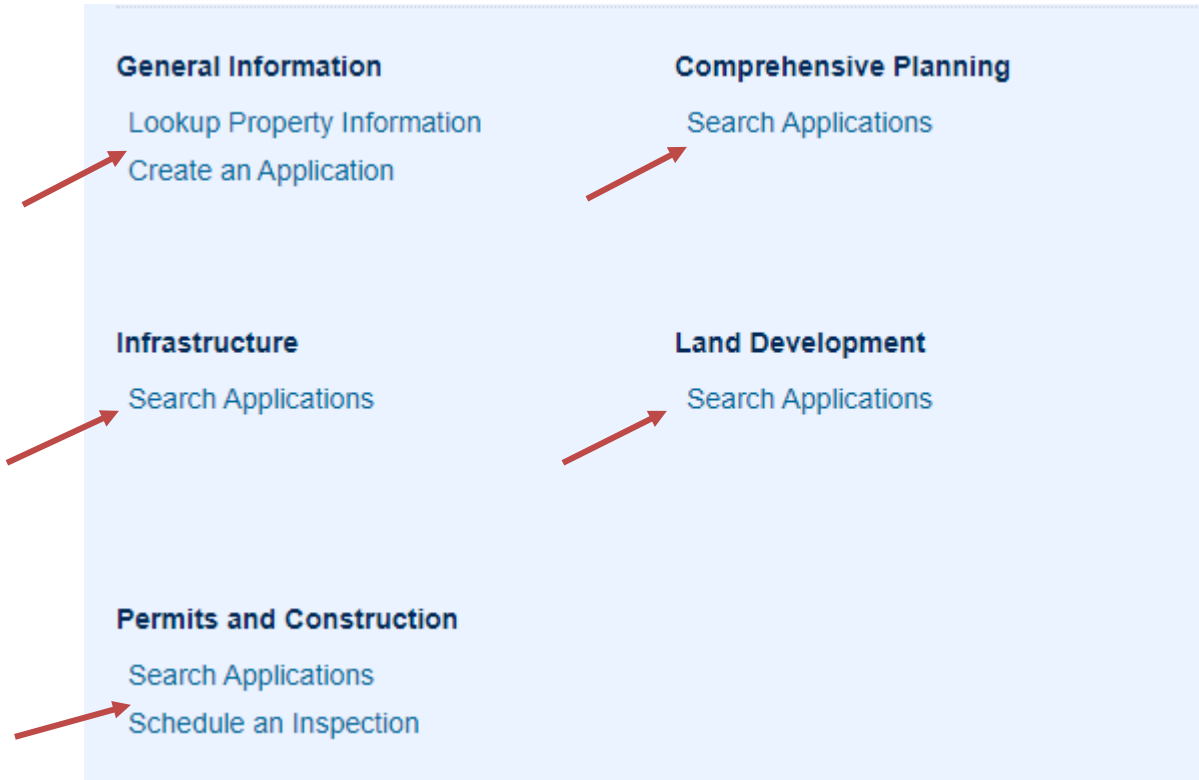 General Information
Lookup Property Information
Create an Application
Comprehensive Planning
Search Applications
Infrastructure
Search Applications
Land Development
Search Applications
Permits and Construction
Search Applications
Schedule an Inspection